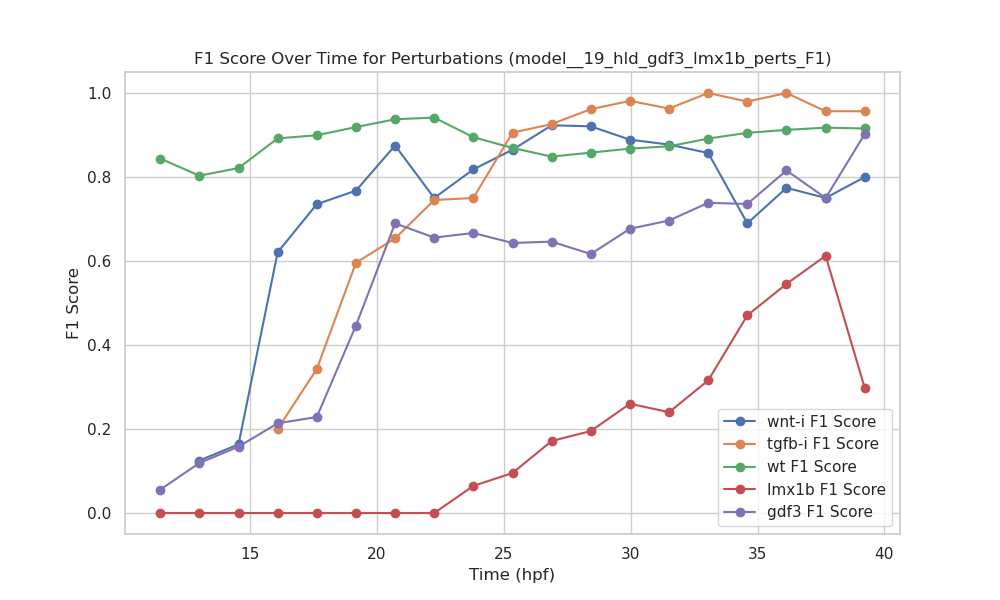 F1 Score Over Time for Perturbations (model__19_hld_gdf3_lmx1b_perts_F1)
F1 Score
1.0
0.8
0.6
0.4
0.2
0.0
wnt-i F1 Score
tgfb-i F1 Score
wt F1 Score
lmx1b F1 Score
gdf3 F1 Score
15
20
25
30
35
40
Time (hpf)